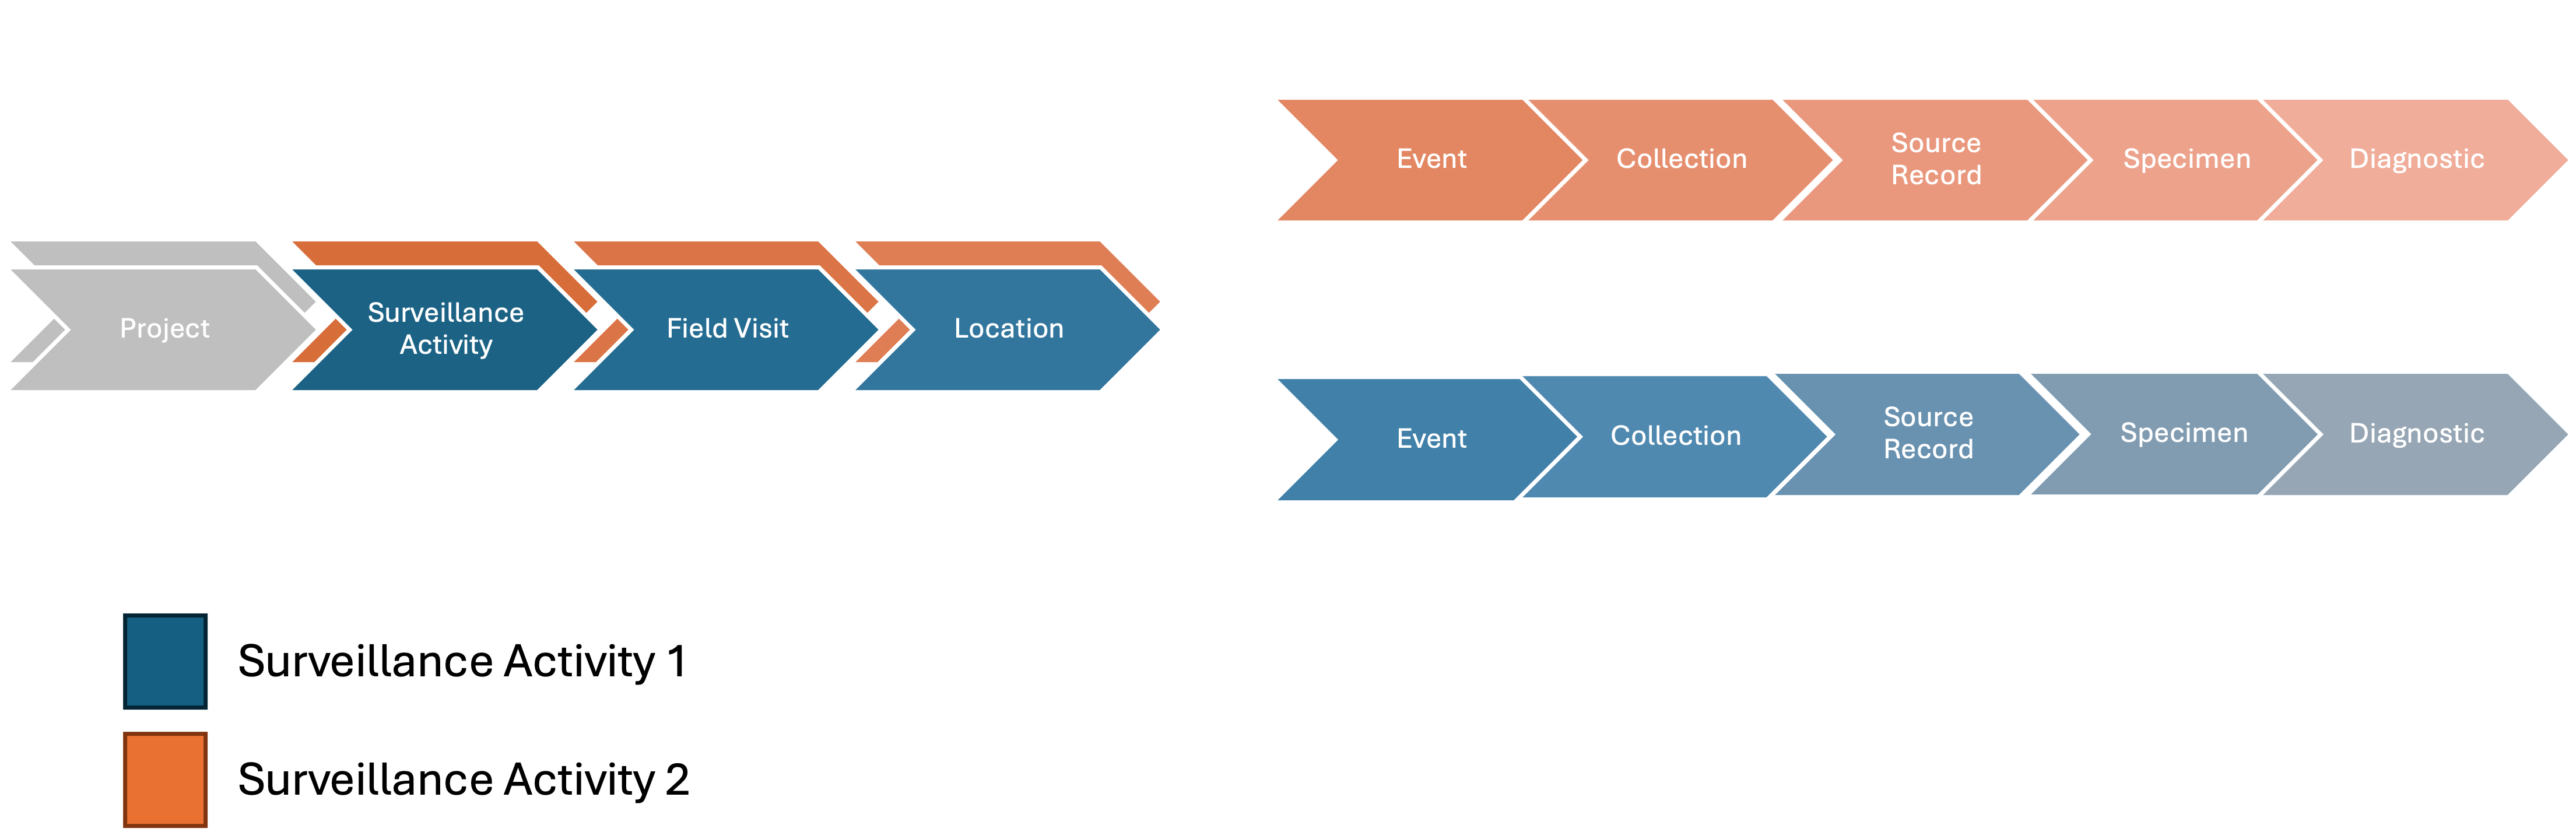 Event
Collection
Source
Record
Specimen
Diagnostic
Project
Surveillance
Activity
Field Visit
Location
Event
Collection
Source
Record
Specimen
Diagnostic
Surveillance Activity 1
Surveillance Activity 2